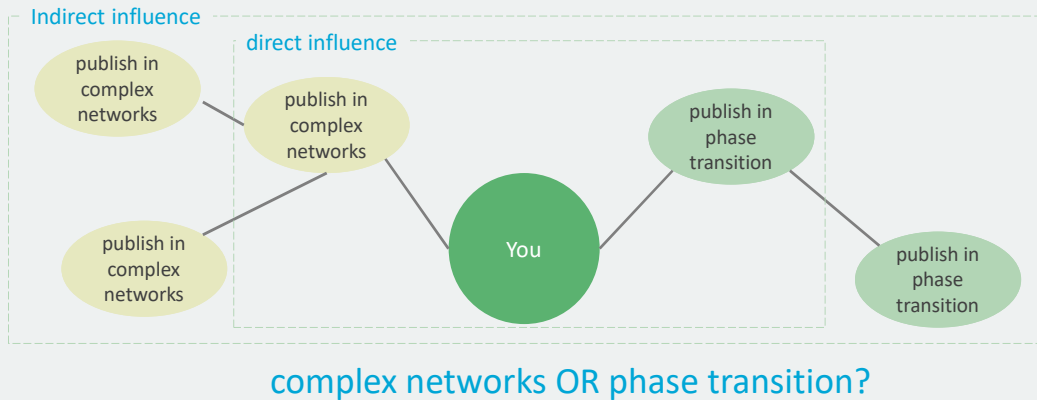 Indirect influence
direct influence
publish in
complex
networks
publish in
complex
networks
publish in
phase
transition
publish in
complex
networks
You
publish in
phase
transition
complex networks OR phase transition?